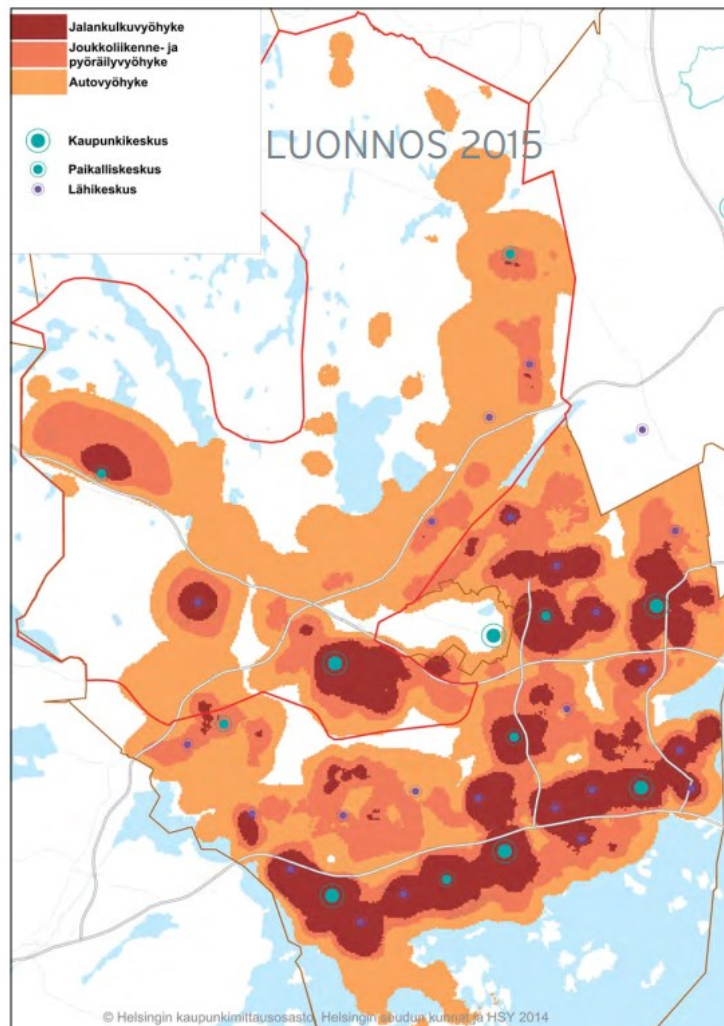 Jalankulkuvyöhyke
Joukkoliikenne- ja
pyöräilyvyöhyke
Autovyöhyke
Kaupunkikeskus
Paikalliskeskus
Lähikeskus
LUONNOS 2015
© Helsingin kaupunkimittausosasto, Helsingin seudun kunnat ja HSY 2014